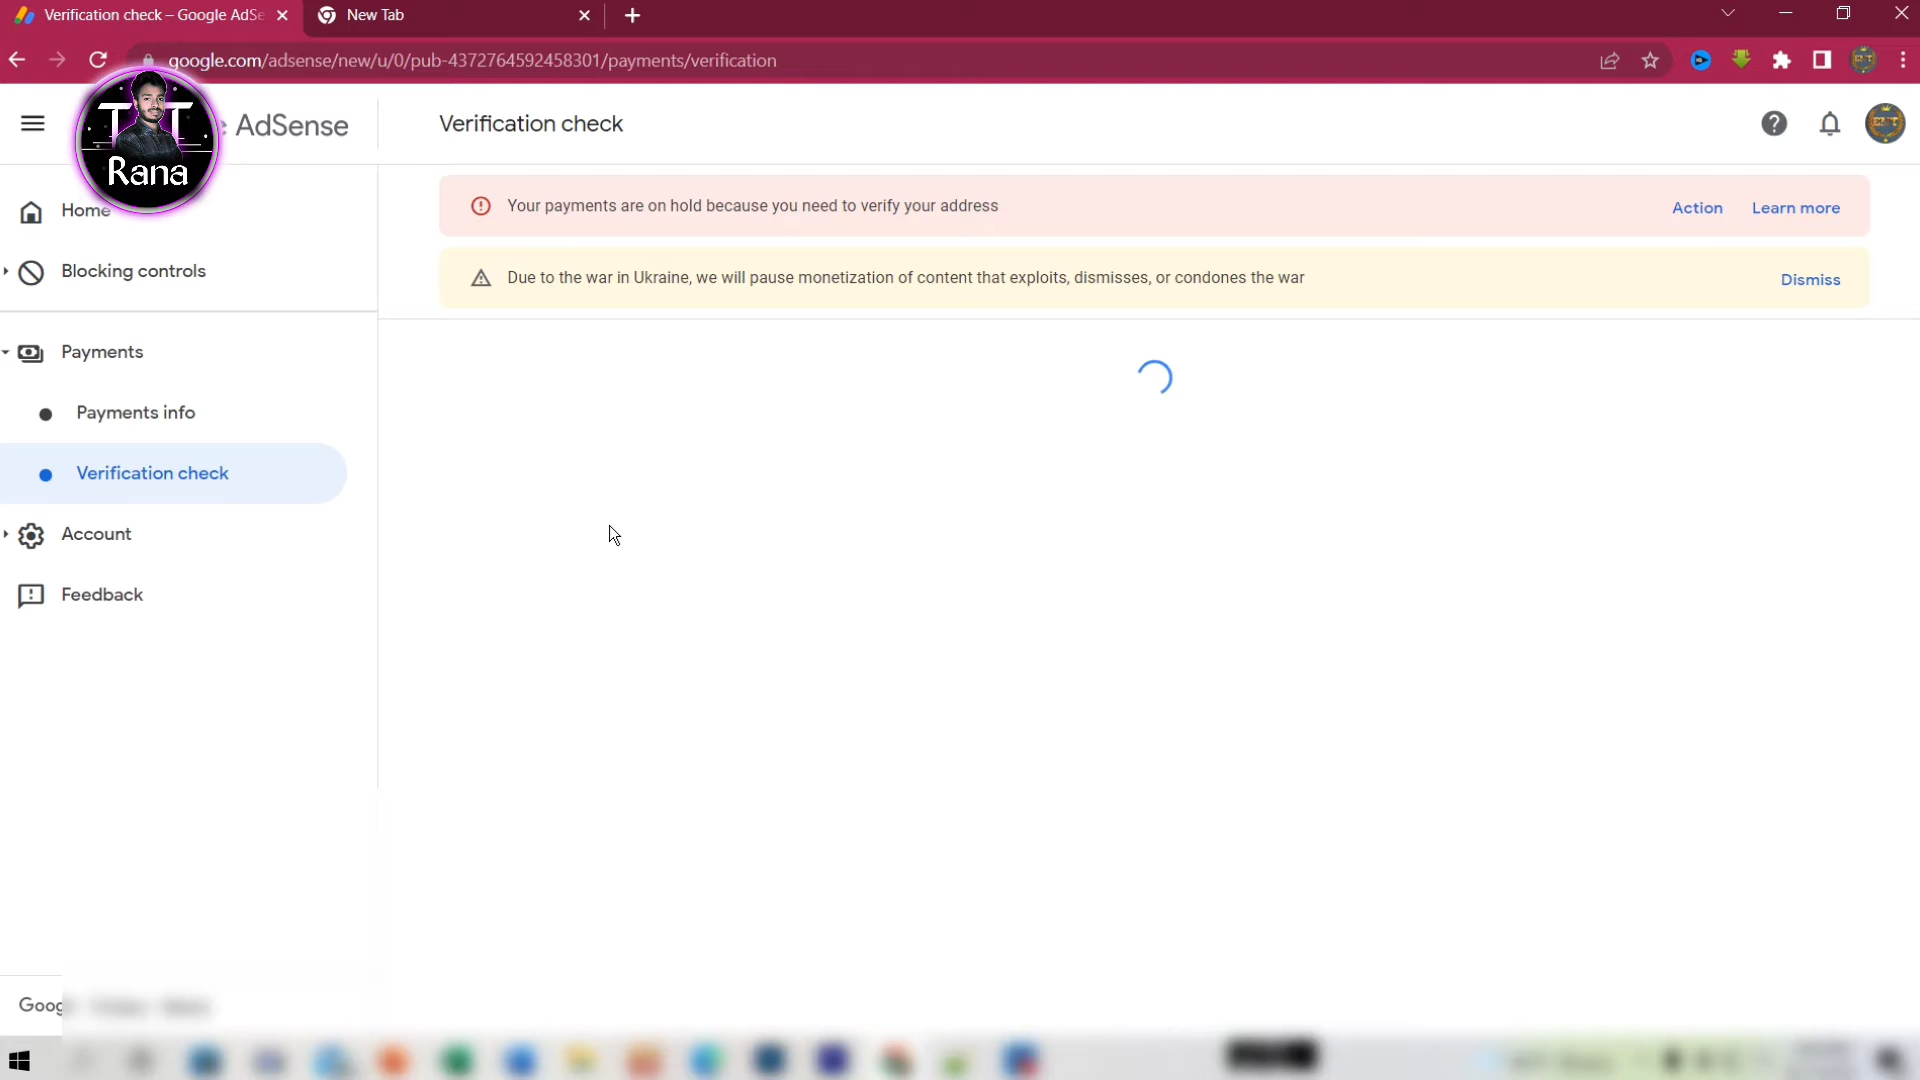 Verification check – Google AdSe
New Tab
google.com/adsense/new/u/0/pub-4372764592458301/payments/verification
T T
Rana
AdSense
Verification check
Home
Your payments are on hold because you need to verify your address
Action
Learn more
Blocking controls
Due to the war in Ukraine, we will pause monetization of content that exploits, dismisses, or condones the war
Dismiss
Payments
Payments info
Verification check
Account
Feedback
Goog